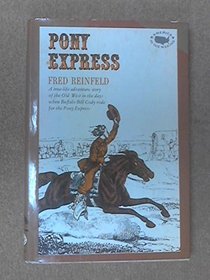 PONY
EXPRESS
FRED REINFELD
A true-life adventure story
of the Old West in the days
when Buffalo Bill Cody rode
for the Pony Express